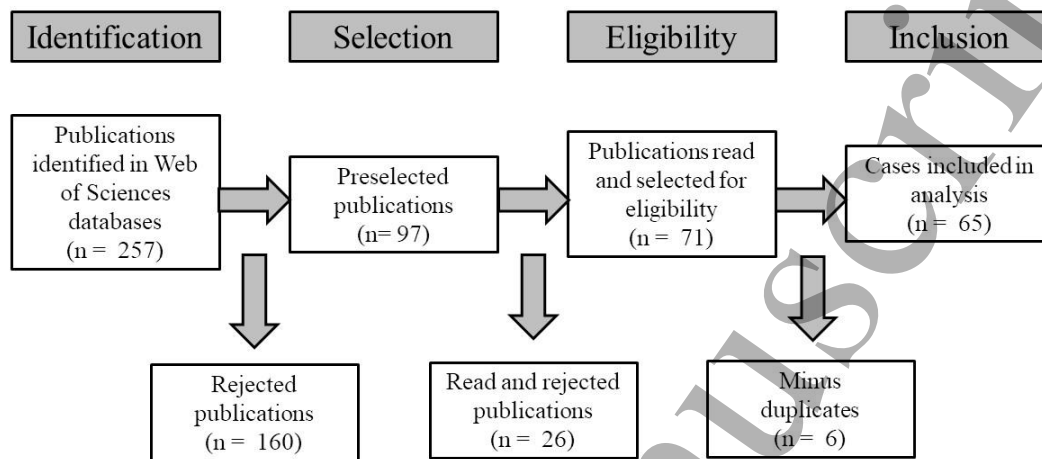 Identification
Selection
Eligibility
Inclusion
Publications
identified in Web
of Sciences
databases
(n = 257)
Preselected
publications
(n= 97)
Publications read
and selected for
eligibility
(n = 71)
Cases included in
analysis
(n = 65)
Rejected
publications
(n = 160)
Read and rejected
publications
(n = 26)
Minus
duplicates
(n = 6)
uscri